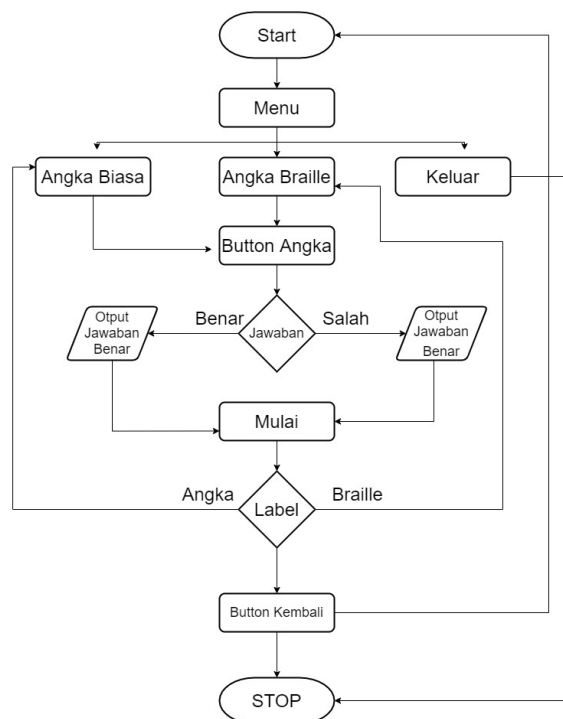 Start
Menu
Angka Biasa
Angka Braille
Keluar
Button Angka
Benar
Jawaban
Salah
Otput
Jawaban
Benar
Otput
Jawaban
Benar
Mulai
Angka
Label
Braille
Button Kembali
STOP